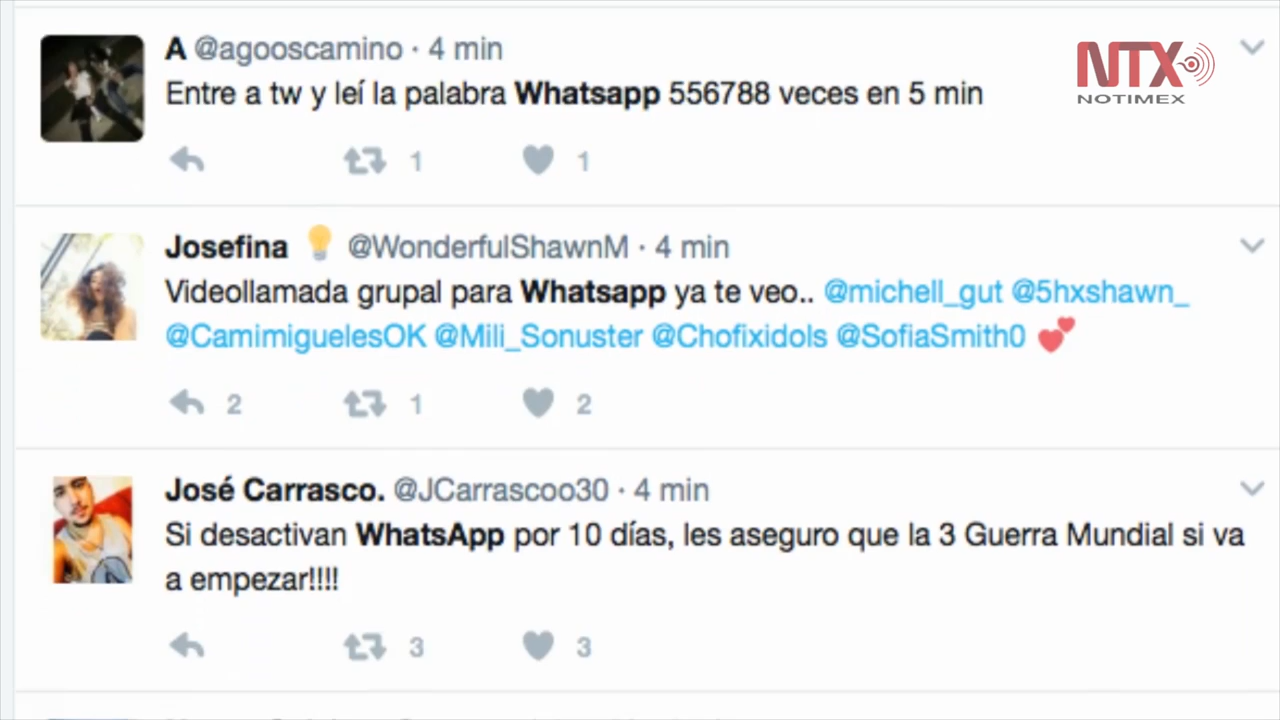 A @agooscamino · 4 min
Entre a tw y leí la palabra Whatsapp 556788 veces en 5 min
1 1
NTX
NOTIMEX
Josefina @WonderfulShawnM · 4 min
Videollamada grupal para Whatsapp ya te veo.. @michell_gut @5hxshawn_
@CamimiguelesOK @Mili_Sonuster @Chofixidols @SofiaSmith0
2 1 2
José Carrasco. @JCarrascoo30 · 4 min
Si desactivan WhatsApp por 10 días, les aseguro que la 3 Guerra Mundial si va
a empezar!!!!
3 3